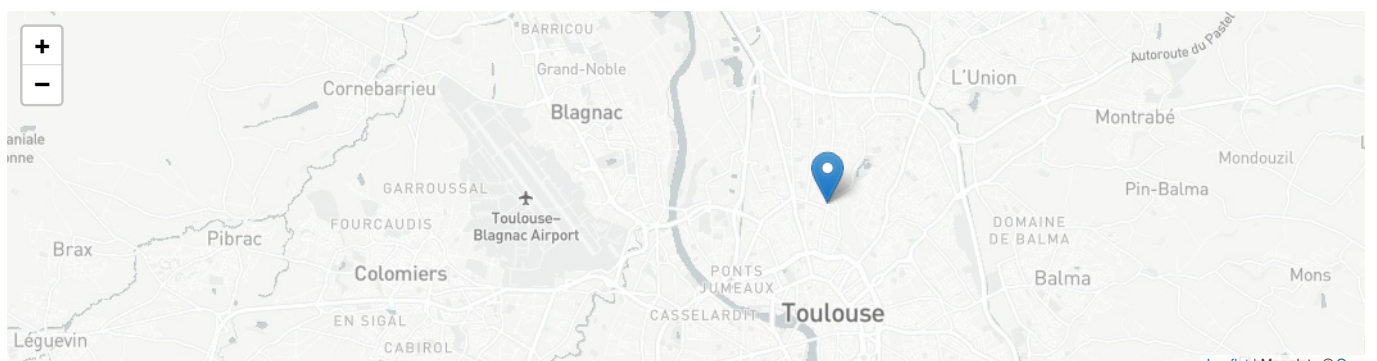 +
−
BARRICOU
Grand-Noble
Cornebarrieu
Blagnac
L'Union
Autoroute du Pastel
Montrabé
aniale
onne
Mondouzil
GARROUSSAL
Pin-Balma
Toulouse–
Blagnac Airport
FOURCAUDIS
DOMAINE
DE BALMA
Pibrac
Brax
Colomiers
PONTS
JUMEAUX
Balma
Mons
EN SIGAL
CASSELARDIT
Toulouse
Léguevin
CABIROL